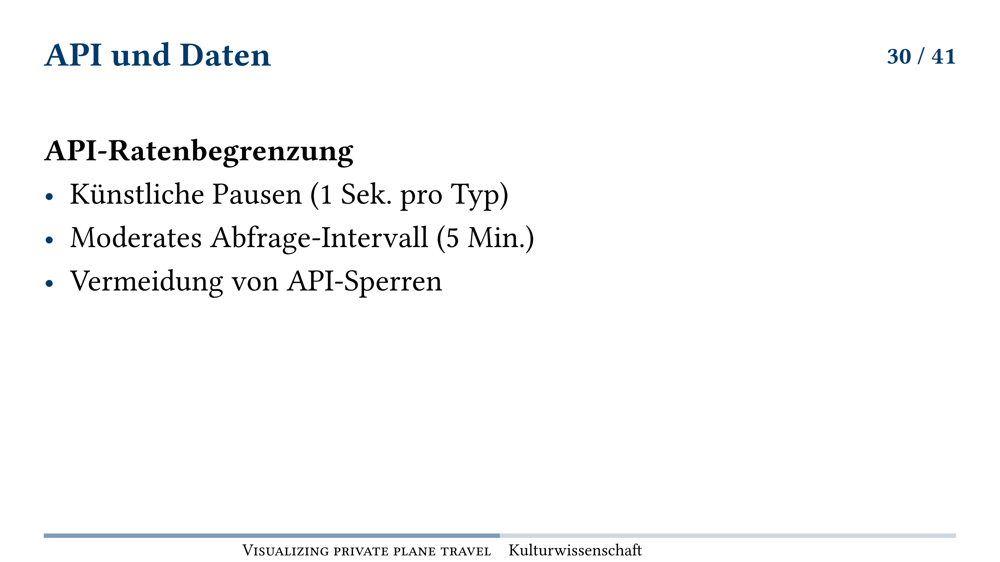 API und Daten
30 / 41
API-Ratenbegrenzung
• Künstliche Pausen (1 Sek. pro Typ)
• Moderates Abfrage-Intervall (5 Min.)
• Vermeidung von API-Sperren
Visualizing private plane travel Kulturwissenschaft